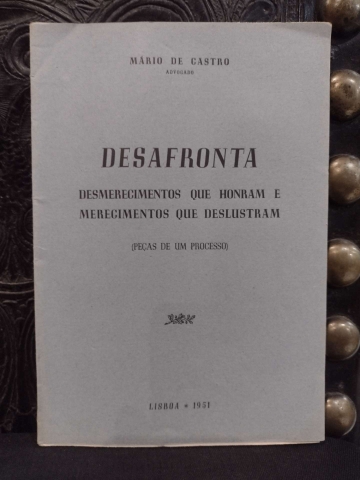 MÁRIO DE CASTRO
ADVOGADO
DESAFRONTA
DESMERECIMENTOS QUE HONRAM E
MERECIMENTOS QUE DESLUSTRAM
(PEÇAS DE UM PROCESSO)
LISBOA * 1951